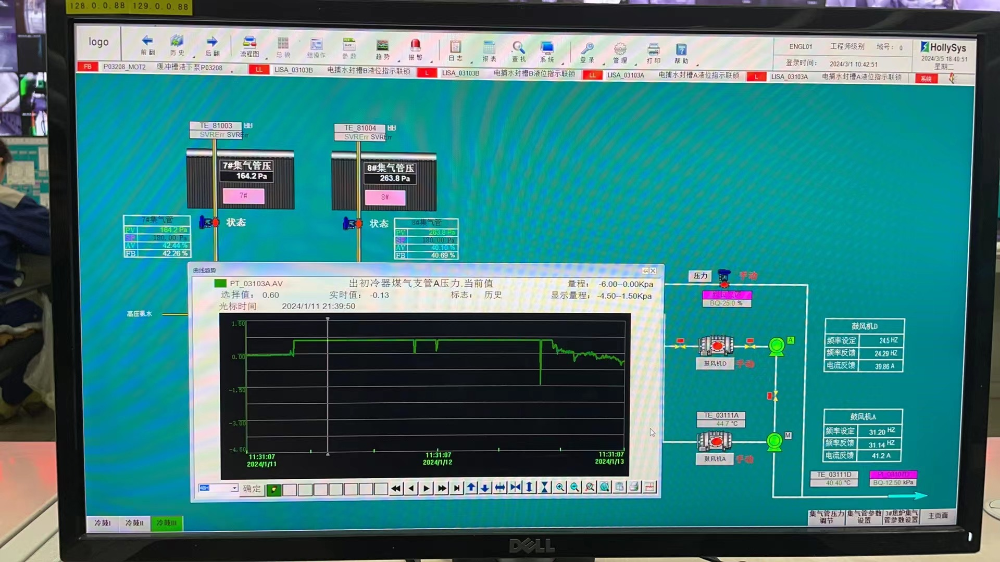 128.0.0.88 129.0.0.88
logo
前翻 历史 后翻 流程图 总貌 组操作 参数 趋势 报警 日志 报表 查找 系统 登录 管理 打印 帮助
ENGL01 工程师级别 域号: 0
登录时间: 2024/3/1 10:42:51
HollySys
2024/3/5 18:40:51
星期二
FB P03208_MOT2 缓冲槽液下泵P03208 LL LISA_03103B 电捕水封槽B液位指示联锁 L LISA_03103B 电捕水封槽B液位指示联锁 LL LISA_03103A 电捕水封槽A液位指示联锁 L LISA_03103A 电捕水封槽A液位指示联锁 系统
TE_81003 HH
SVRErr SVRErr
TE_81004 HH
SVRErr SVRErr
7#集气管压
164.2 Pa
7#
8#集气管压
263.8 Pa
8#
7#集气管
PV 164.2 Pa
SP 180.00 Pa
AV 42.44 %
FB 42.26 %
状态
状态
8#集气管
PV 263.8 Pa
SP 180.00 Pa
AV 40.10 %
FB 40.69 %
高压氨水
曲线趋势
PT_03103A.AV 出初冷器煤气支管A压力.当前值 量程: -6.00--0.00Kpa
选择值: 0.60 实时值: -0.13 标志: 历史 显示量程: -4.50--1.50Kpa
光标时间 2024/1/11 21:39:50
1.50
0.00
-1.50
-3.00
-4.50
11:31:07 11:31:07 11:31:07
2024/1/11 2024/1/12 2024/1/13
48H 确定
压力 手动
BQ-25.0 %
A
鼓风机D 手动
鼓风机D
频率设定 24.5 HZ
频率反馈 24.29 HZ
电流反馈 39.86 A
TE_03111A
44.7 °C
M
鼓风机A 手动
鼓风机A
频率设定 31.20 HZ
频率反馈 31.14 HZ
电流反馈 41.2 A
TE_03111D
40.40 °C
PI_03107D
BQ-12.50 kPa
冷鼓I 冷鼓II 冷鼓III
集气管压力调节 集气管参数设置 3#焦炉集气管参数设置 主页面
DELL